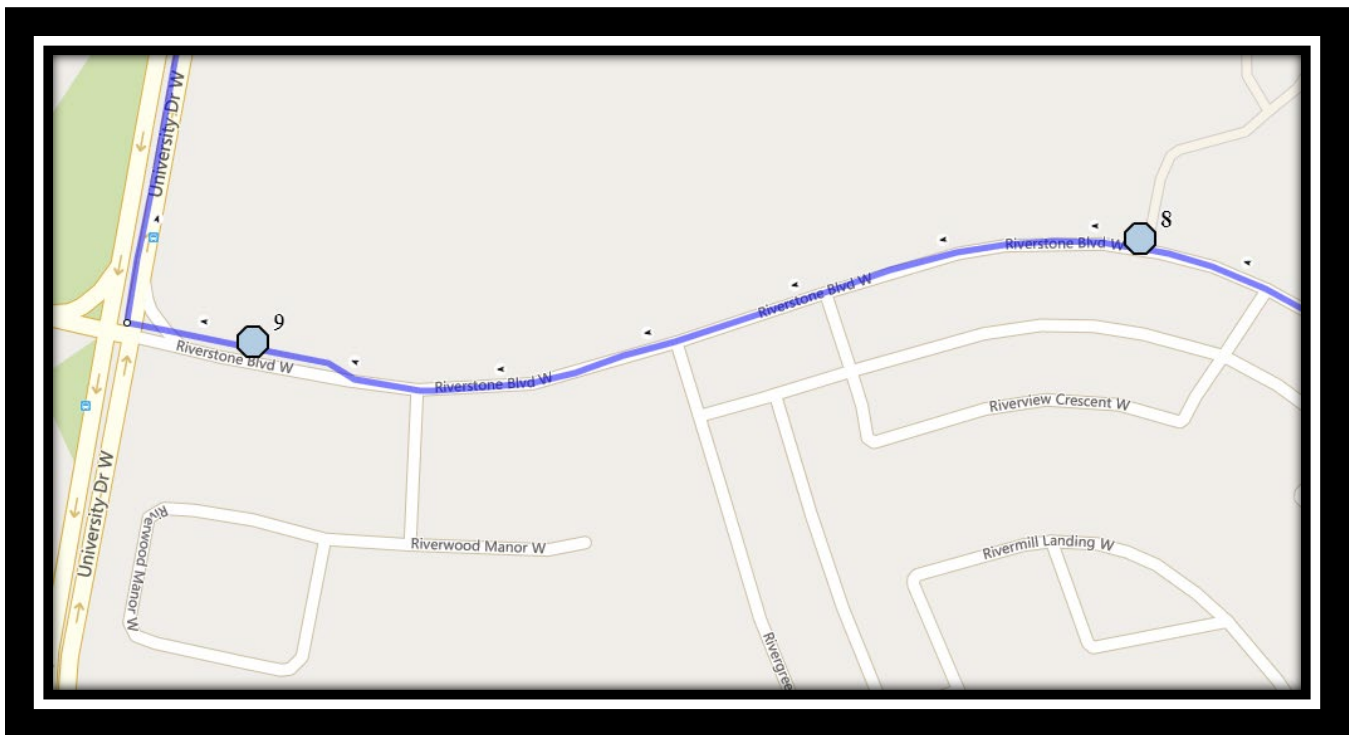 University Dr W
8
Riverstone Blvd W
Riverstone Blvd W
9
Riverstone Blvd W
Riverstone Blvd W
Riverview Crescent W
University Dr W
Riverwood Manor W
Riverwood Manor W
Rivermill Landing W
Rivergree